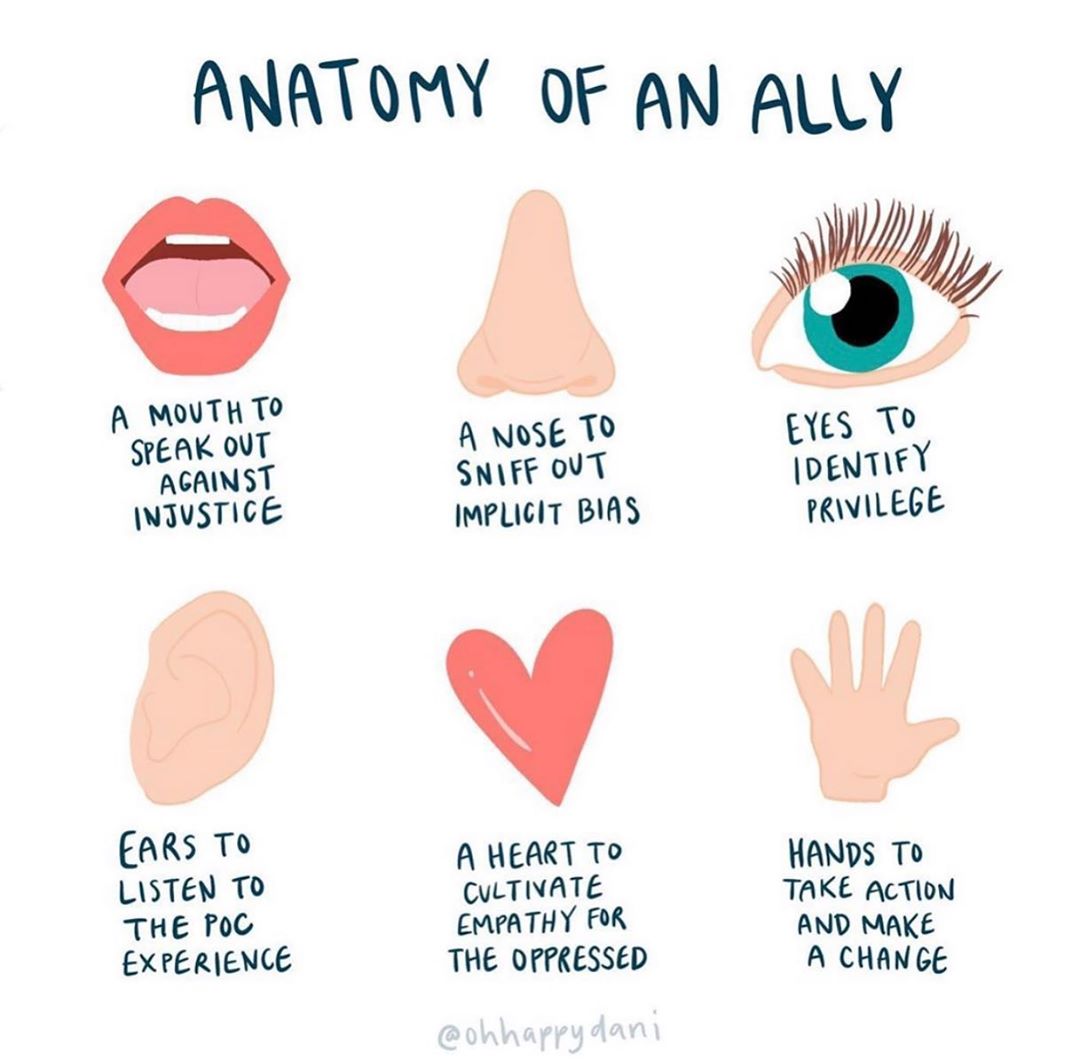 ANATOMY OF AN ALLY
A MOUTH TO
SPEAK OUT
AGAINST
INJUSTICE
A NOSE TO
SNIFF OUT
IMPLICIT BIAS
EYES TO
IDENTIFY
PRIVILEGE
EARS TO
LISTEN TO
THE POC
EXPERIENCE
A HEART TO
CULTIVATE
EMPATHY FOR
THE OPPRESSED
HANDS TO
TAKE ACTION
AND MAKE
A CHANGE
@ohhappydani